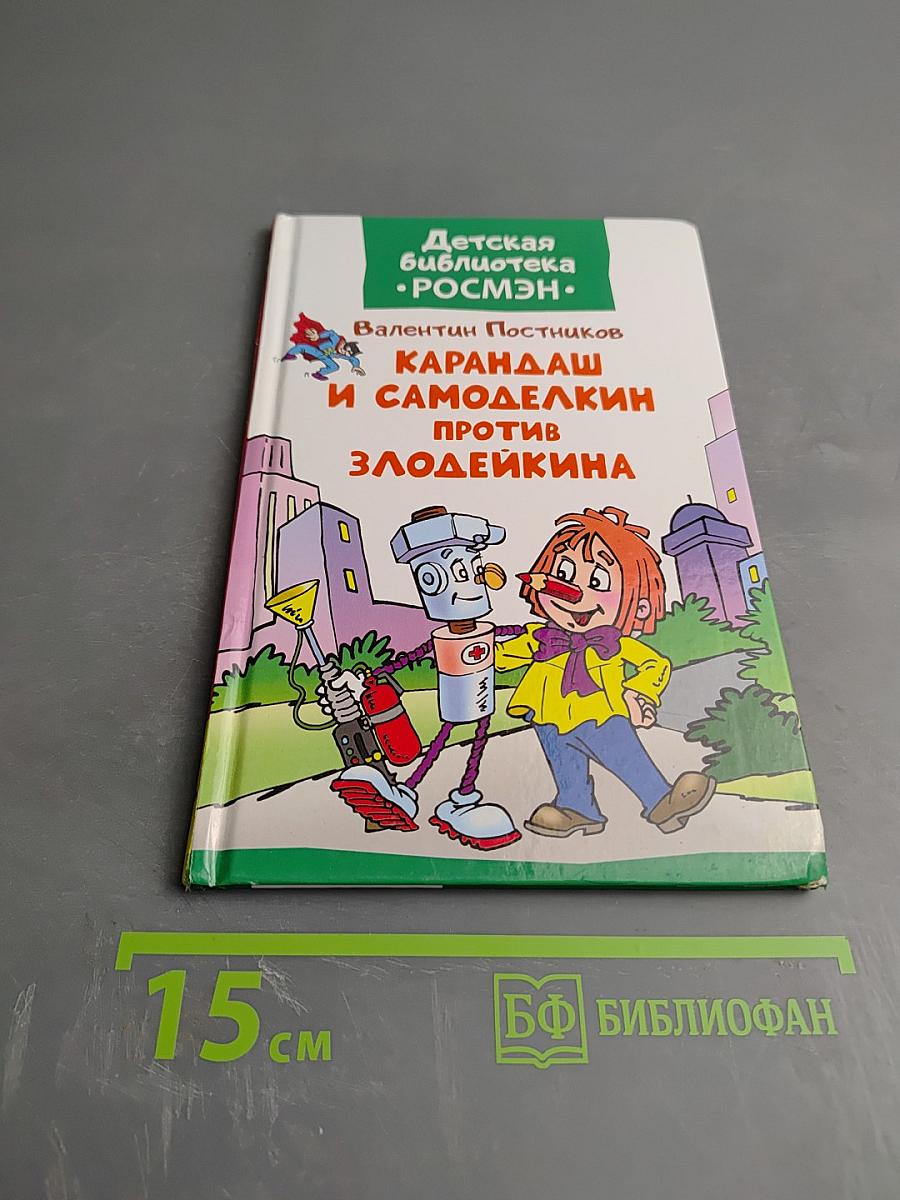 Детская
библиотека
•РОСМЭН•
Валентин Постников
КАРАНДАШ
И САМОДЕЛКИН
ПРОТИВ
ЗЛОДЕЙКИНА
15 см
БФ БИБЛИОФАН